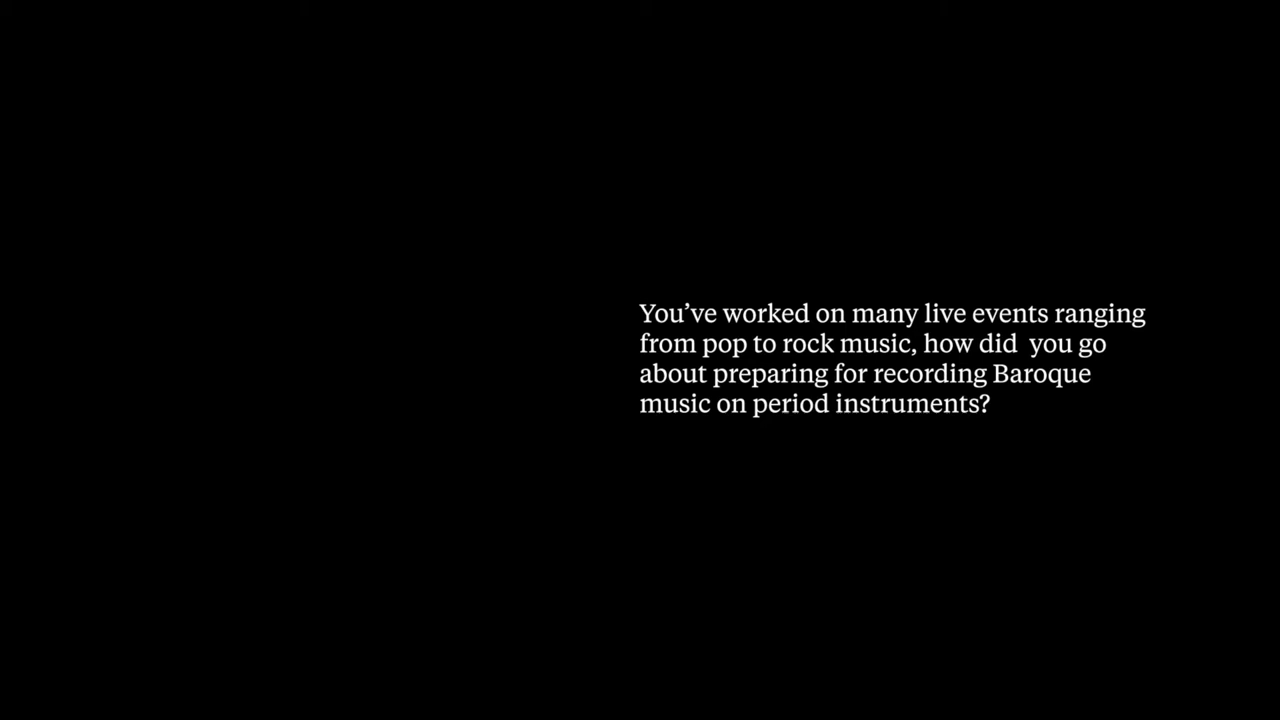 You’ve worked on many live events ranging
from pop to rock music, how did  you go
about preparing for recording Baroque
music on period instruments?